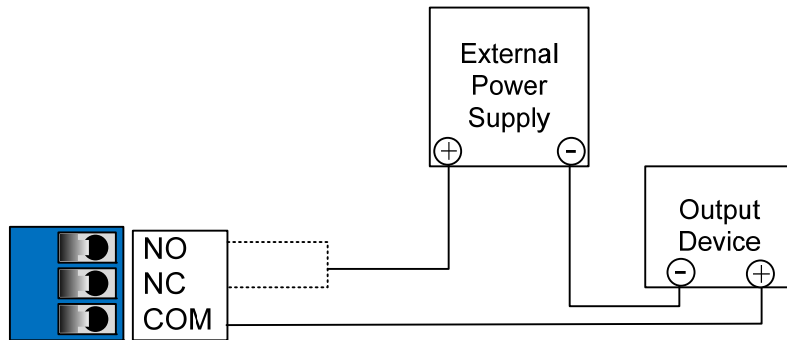 External
Power
Supply
+ -
Output
Device
- +
NO
NC
COM